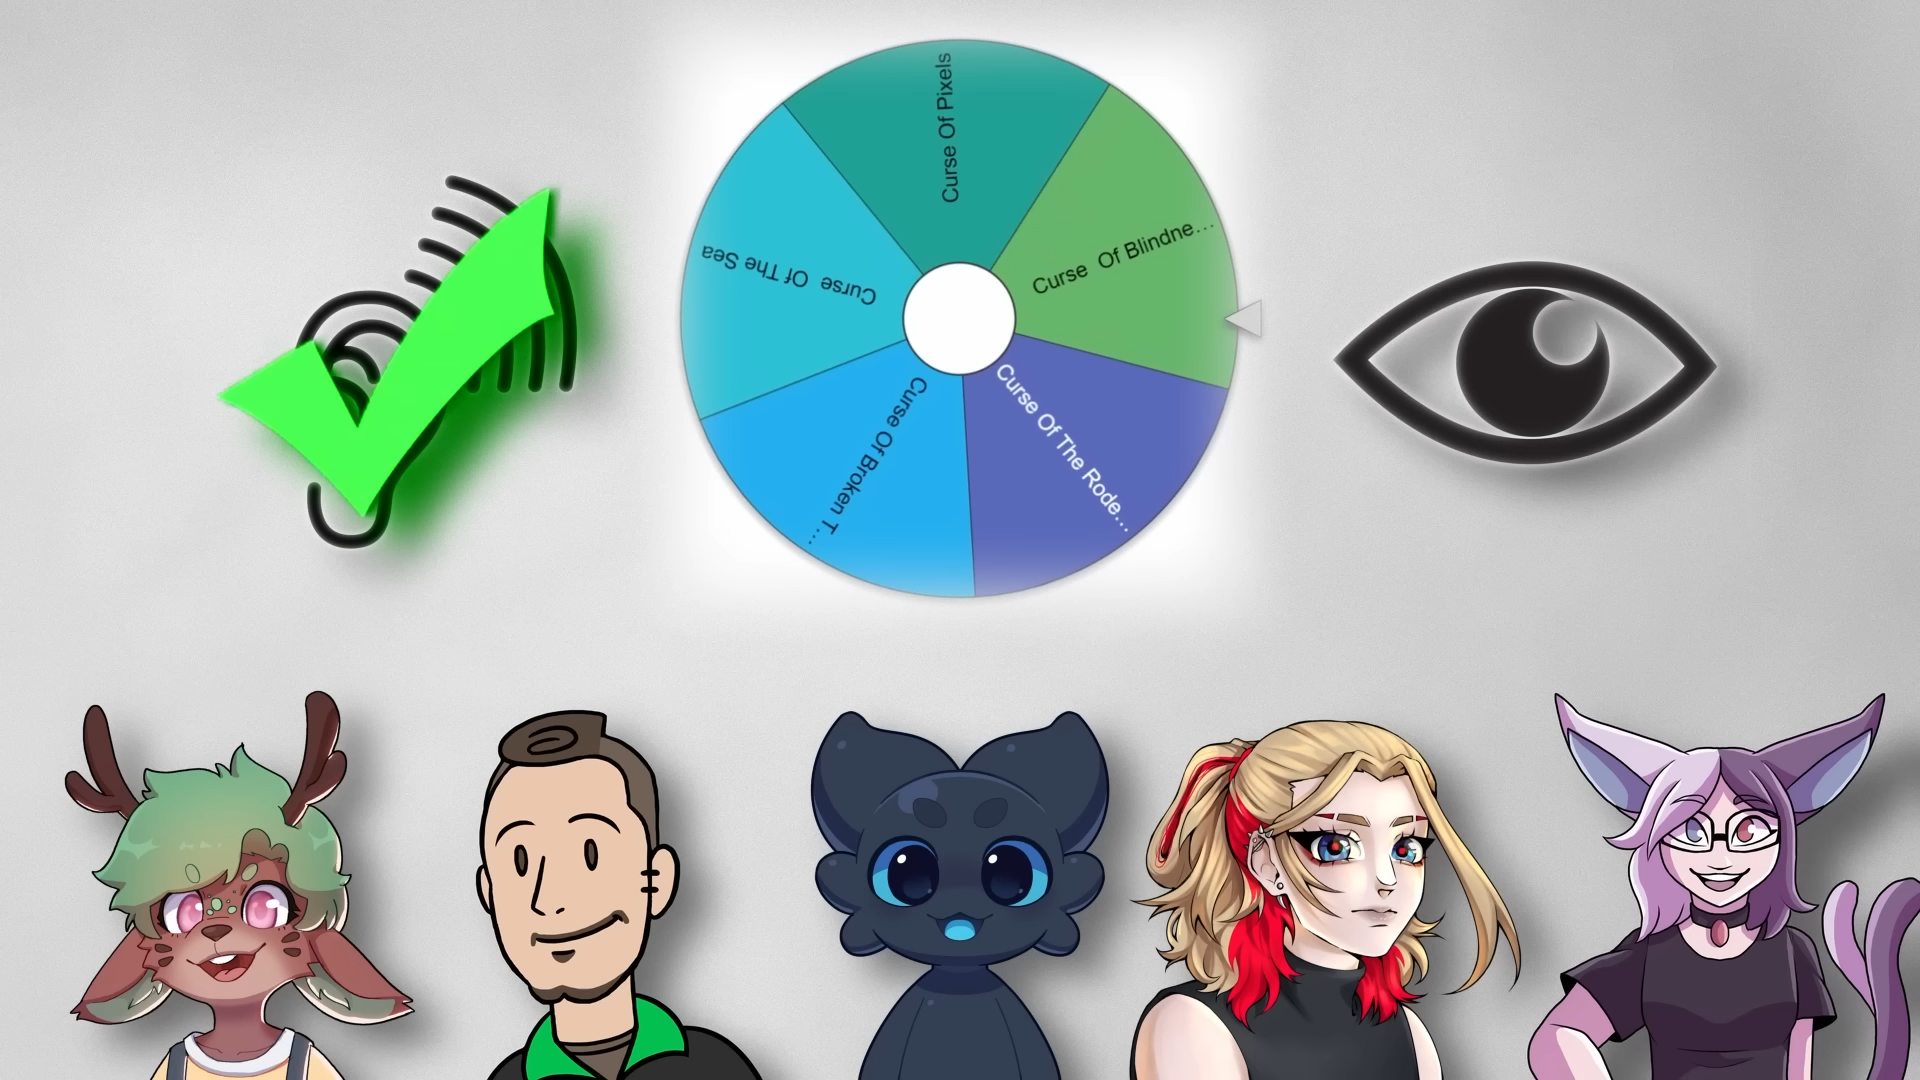 Curse Of Pixels
Curse Of Blindne...
Curse Of The Rode...
Curse Of Broken T...
Curse Of The Sea